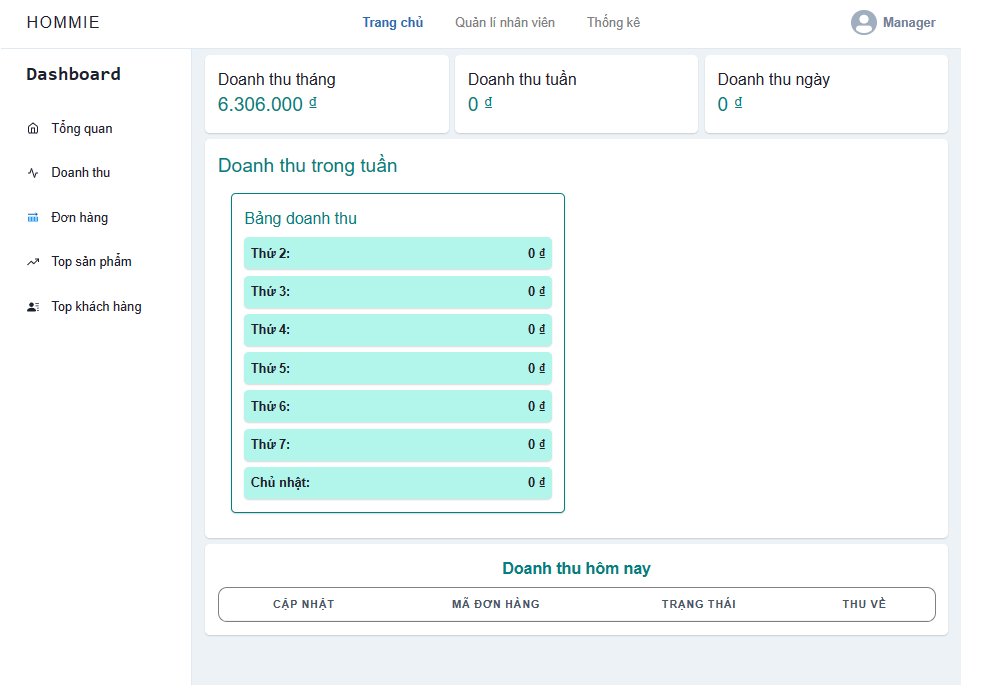 HOMMIE
Trang chủ
Quản lí nhân viên
Thống kê
Manager
Dashboard
Tổng quan
Doanh thu
Đơn hàng
Top sản phẩm
Top khách hàng
Doanh thu tháng
6.306.000 ₫
Doanh thu tuần
0 ₫
Doanh thu ngày
0 ₫
Doanh thu trong tuần
Bảng doanh thu
Thứ 2: 0 ₫
Thứ 3: 0 ₫
Thứ 4: 0 ₫
Thứ 5: 0 ₫
Thứ 6: 0 ₫
Thứ 7: 0 ₫
Chủ nhật: 0 ₫
Doanh thu hôm nay
CẬP NHẬT MÃ ĐƠN HÀNG TRẠNG THÁI THU VỀ